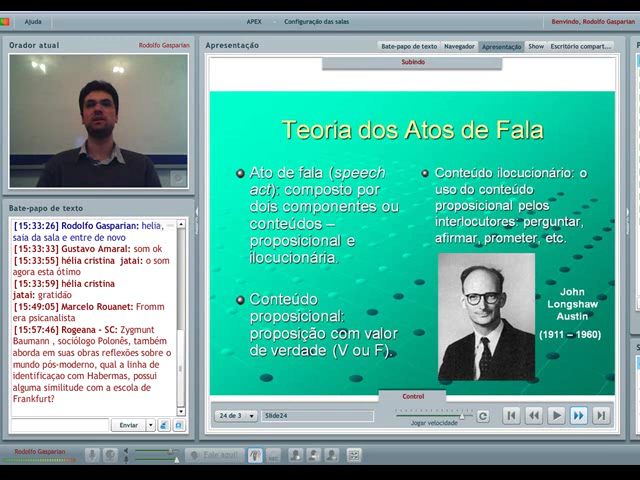 Ajuda
APEX
Configuração das salas
Benvindo, Rodolfo Gasparian
Orador atual
Rodolfo Gasparian
Apresentação
Bate-papo de texto
Navegador
Apresentação
Show
Escritório compart...
Subindo
Teoria dos Atos de Fala
Ato de fala (speech
act): composto por
dois componentes ou
conteúdos –
proposicional e
ilocucionária.
Conteúdo
proposicional:
proposição com valor
de verdade (V ou F).
Conteúdo ilocucionário: o
uso do conteúdo
proposicional pelos
interlocutores: perguntar,
afirmar, prometer, etc.
John
Longshaw
Austin
(1911 – 1960)
Bate-papo de texto
[15:33:26] Rodolfo Gasparian: helia,
saia da sala e entre de novo
[15:33:33] Gustavo Amaral: som ok
[15:33:55] hélia cristina jatai: o som
agora esta ótimo
[15:33:59] hélia cristina
jatai: gratidão
[15:49:05] Marcelo Rouanet: Fromm
era psicanalista
[15:57:46] Rogeana - SC: Zygmunt
Baumann , sociólogo Polonês, também
aborda em suas obras reflexões sobre o
mundo pós-moderno, qual a linha de
identificaçao com Habermas, possui
alguma similitude com a escola de
Frankfurt?
Enviar
Control
24 de 3
Slide24
Jogar velocidade
Rodolfo Gasparian
Fale aqui!